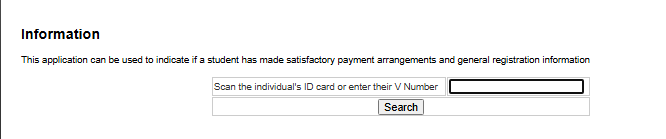 Information
This application can be used to indicate if a student has made satisfactory payment arrangements and general registration information
Scan the individual's ID card or enter their V Number
Search